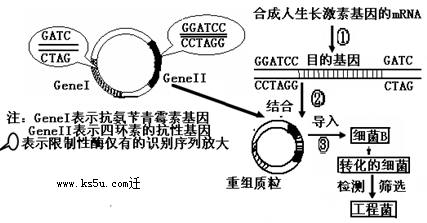 合成人生长激素基因的mRNA
①
GATC
CTAG
GGATCC
CCTAGG
GeneI
GeneII
目的基因
GGATCC
GATC
CCTAGG
CTAG
②
结合
导入
③
细菌B
重组质粒
转化的细菌
检测
筛选
工程菌
注：GeneI表示抗氨苄青霉素基因
GeneII表示四环素的抗性基因
表示限制性酶仅有的识别序列放大
www.ks5u.com迁